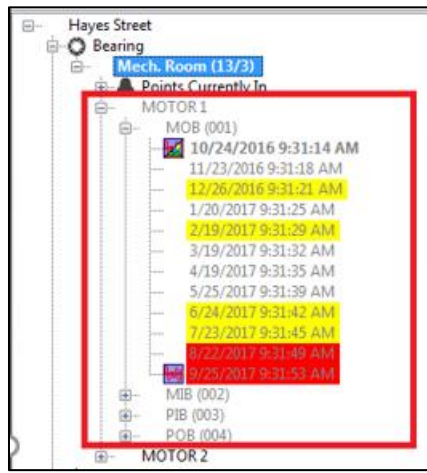 Hayes Street
Bearing
Mech. Room (13/3)
Points Currently In
MOTOR 1
MOB (001)
10/24/2016 9:31:14 AM
11/23/2016 9:31:18 AM
12/26/2016 9:31:21 AM
1/20/2017 9:31:25 AM
2/19/2017 9:31:29 AM
3/19/2017 9:31:32 AM
4/19/2017 9:31:35 AM
5/25/2017 9:31:39 AM
6/24/2017 9:31:42 AM
7/23/2017 9:31:45 AM
8/22/2017 9:31:49 AM
9/25/2017 9:31:53 AM
MIB (002)
PIB (003)
POB (004)
MOTOR 2